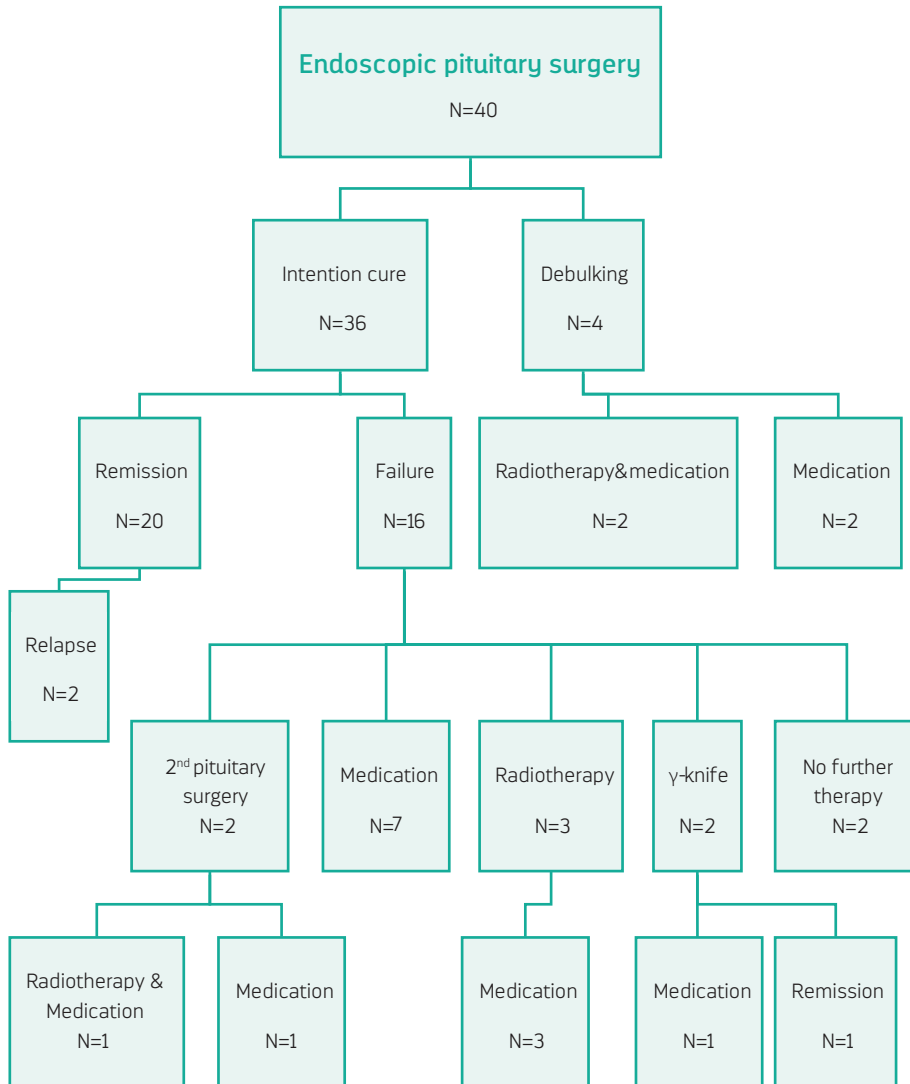 Endoscopic pituitary surgery
N=40
Intention cure
N=36
Debulking
N=4
Remission
N=20
Failure
N=16
Radiotherapy&medication
N=2
Medication
N=2
Relapse
N=2
2nd pituitary
surgery
N=2
Medication
N=7
Radiotherapy
N=3
γ-knife
N=2
No further
therapy
N=2
Radiotherapy &
Medication
N=1
Medication
N=1
Medication
N=3
Medication
N=1
Remission
N=1